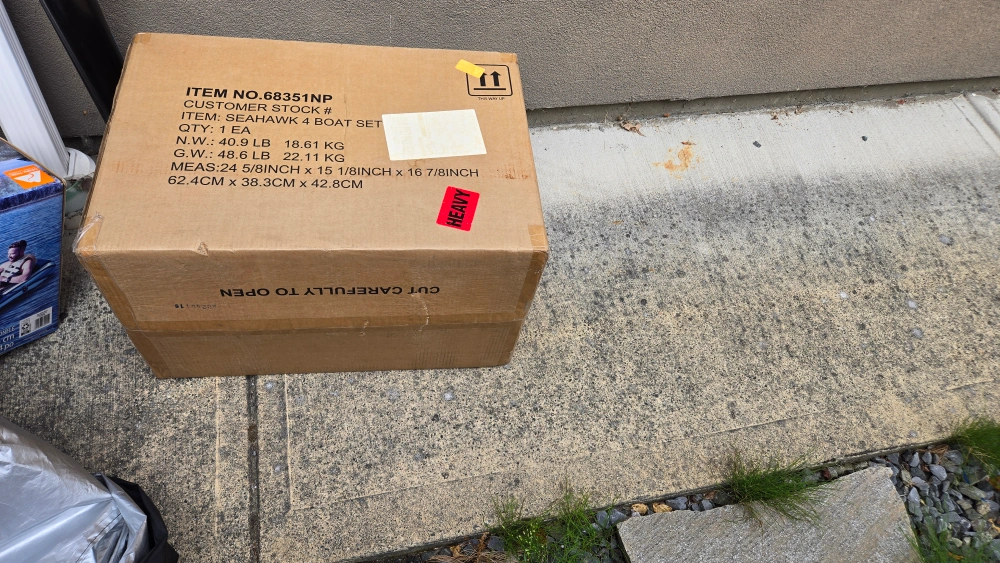 ITEM NO.68351NP
CUSTOMER STOCK #
ITEM: SEAHAWK 4 BOAT SET
QTY: 1 EA
N.W.: 40.9 LB 18.61 KG
G.W.: 48.6 LB 22.11 KG
MEAS:24 5/8INCH x 15 1/8INCH x 16 7/8INCH
62.4CM x 38.3CM x 42.8CM
THIS WAY UP
HEAVY
CUT CAREFULLY TO OPEN
cm